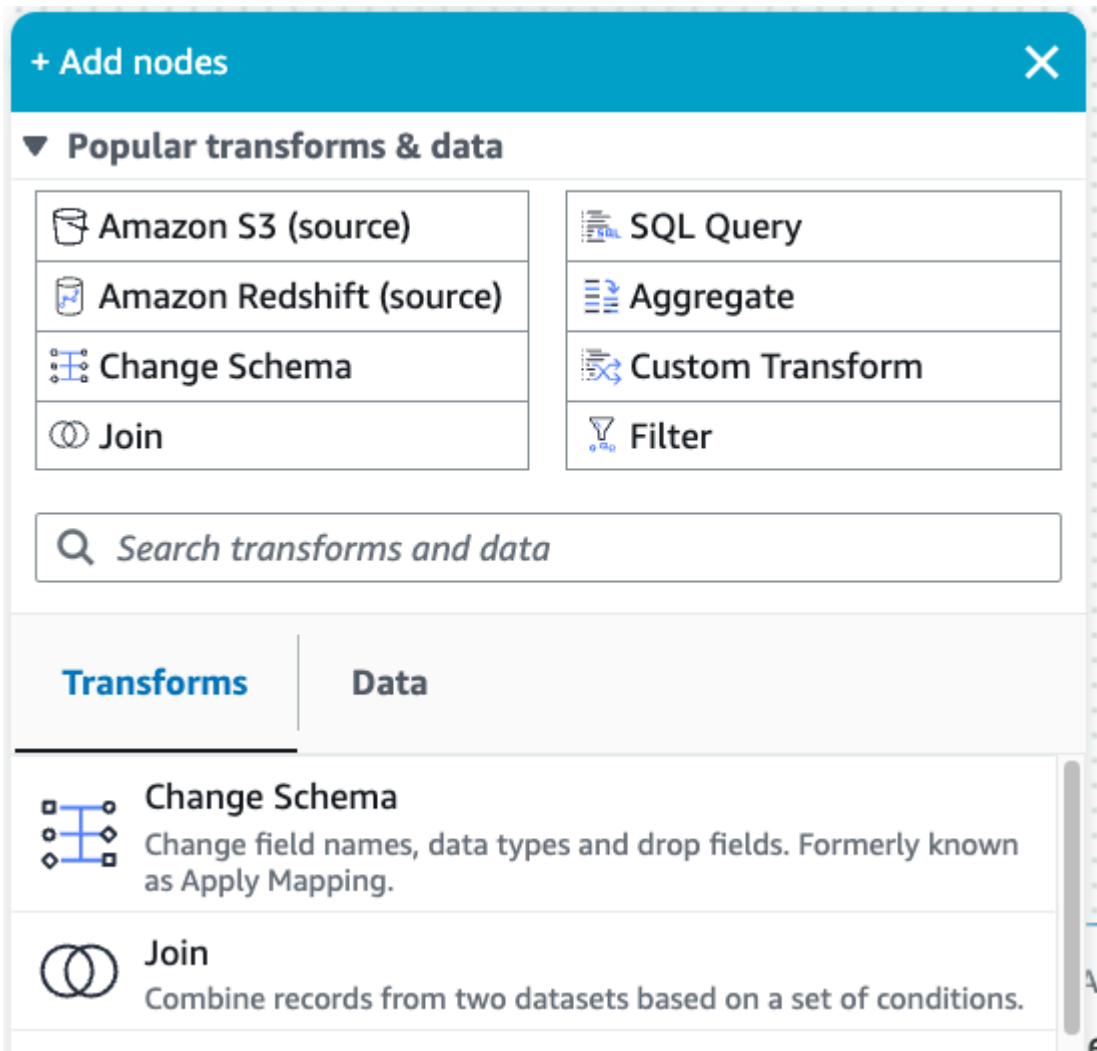 + Add nodes
Popular transforms & data
Amazon S3 (source)
SQL Query
Amazon Redshift (source)
Aggregate
Change Schema
Custom Transform
Join
Filter
Search transforms and data
Transforms
Data
Change Schema
Change field names, data types and drop fields. Formerly known
as Apply Mapping.
Join
Combine records from two datasets based on a set of conditions.